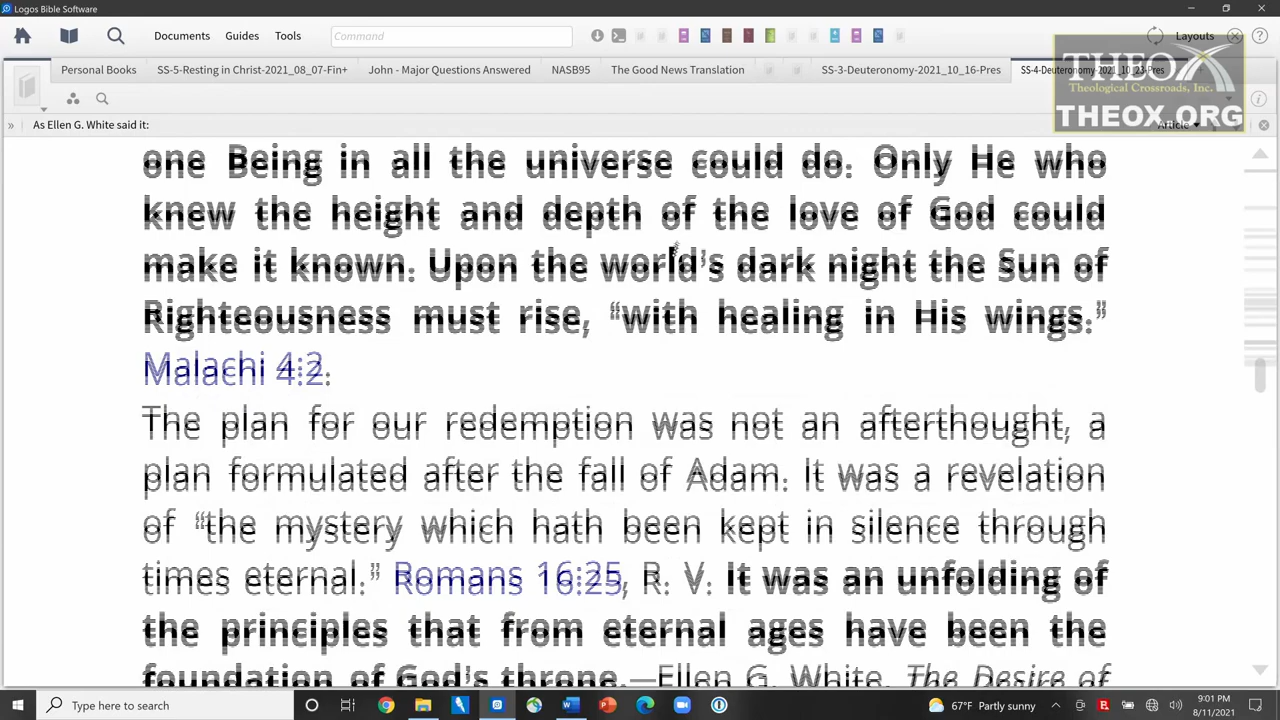 Logos Bible Software
Documents Guides Tools Command Layouts
Personal Books SS-5-Resting in Christ-2021_08_07-Fin+ Answered NASB95 The Good News Translation SS-3-Deuteronomy-2021_10_16-Pres SS-4-Deuteronomy-2021_10_23-Pres
THEOX
Theological Crossroads, Inc.
THEOX.ORG
As Ellen G. White said it: Article
one Being in all the universe could do. Only He who
knew the height and depth of the love of God could
make it known. Upon the world’s dark night the Sun of
Righteousness must rise, “with healing in His wings.”
Malachi 4:2.
The plan for our redemption was not an afterthought, a
plan formulated after the fall of Adam. It was a revelation
of “the mystery which hath been kept in silence through
times eternal.” Romans 16:25, R. V. It was an unfolding of
the principles that from eternal ages have been the
foundation of God’s throne.—Ellen G. White, The Desire of
Type here to search
67°F Partly sunny
9:01 PM
8/11/2021